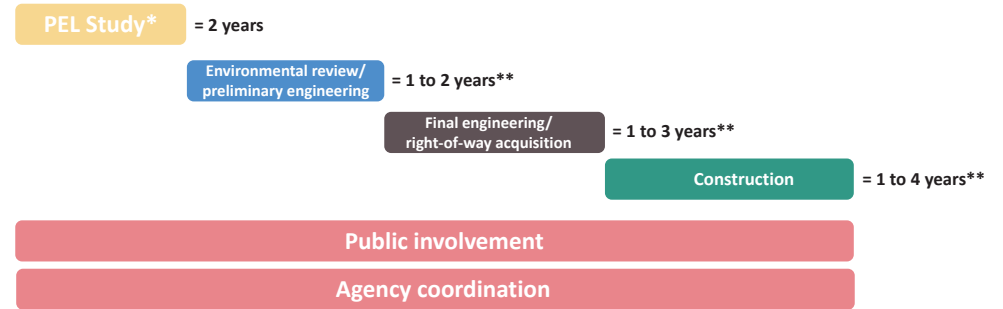 PEL Study* = 2 years
Environmental review/
preliminary engineering
= 1 to 2 years**
Final engineering/
right-of-way acquisition
= 1 to 3 years**
Construction = 1 to 4 years**
Public involvement
Agency coordination